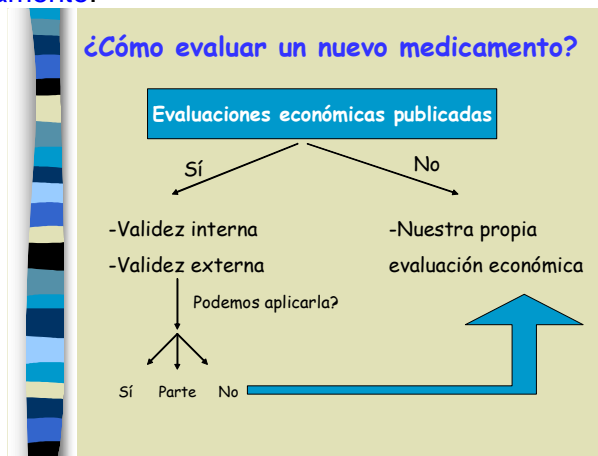 ¿Cómo evaluar un nuevo medicamento?
Evaluaciones económicas publicadas
Sí
No
-Validez interna
-Validez externa
-Nuestra propia
evaluación económica
Podemos aplicarla?
Sí Parte No